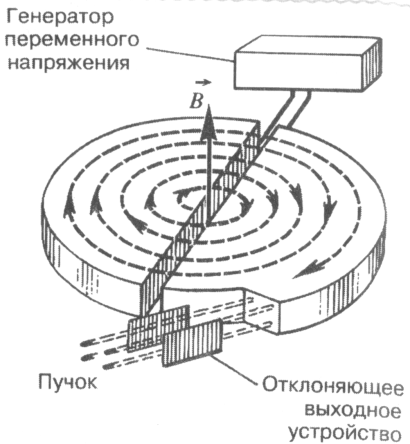 Генератор
переменного
напряжения
B
Пучок
Отклоняющее
выходное
устройство